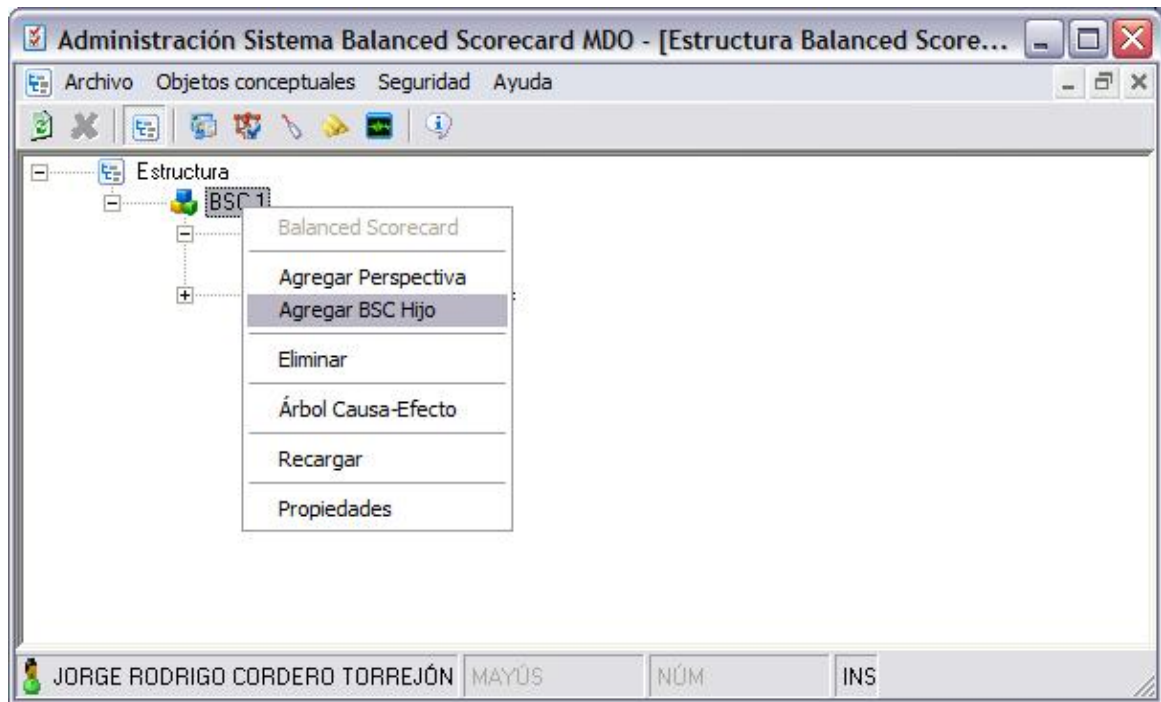 Administración Sistema Balanced Scorecard MDO - [Estructura Balanced Score...
Archivo Objetos conceptuales Seguridad Ayuda
Estructura
BSC 1
Balanced Scorecard
Agregar Perspectiva
Agregar BSC Hijo
Eliminar
Árbol Causa-Efecto
Recargar
Propiedades
JORGE RODRIGO CORDERO TORREJÓN MAYÚS NÚM INS